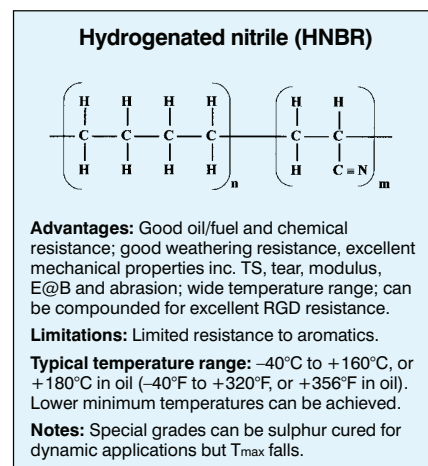 Hydrogenated nitrile (HNBR)
H H H H H H
C C C C C C
H H H H n H C≡N m
Advantages: Good oil/fuel and chemical
resistance; good weathering resistance, excellent
mechanical properties inc. TS, tear, modulus,
E@B and abrasion; wide temperature range; can
be compounded for excellent RGD resistance.
Limitations: Limited resistance to aromatics.
Typical temperature range: –40°C to +160°C, or
+180°C in oil (–40°F to +320°F, or +356°F in oil).
Lower minimum temperatures can be achieved.
Notes: Special grades can be sulphur cured for
dynamic applications but Tmax falls.